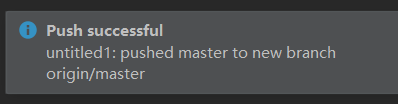 Push successful
untitled1: pushed master to new branch
origin/master